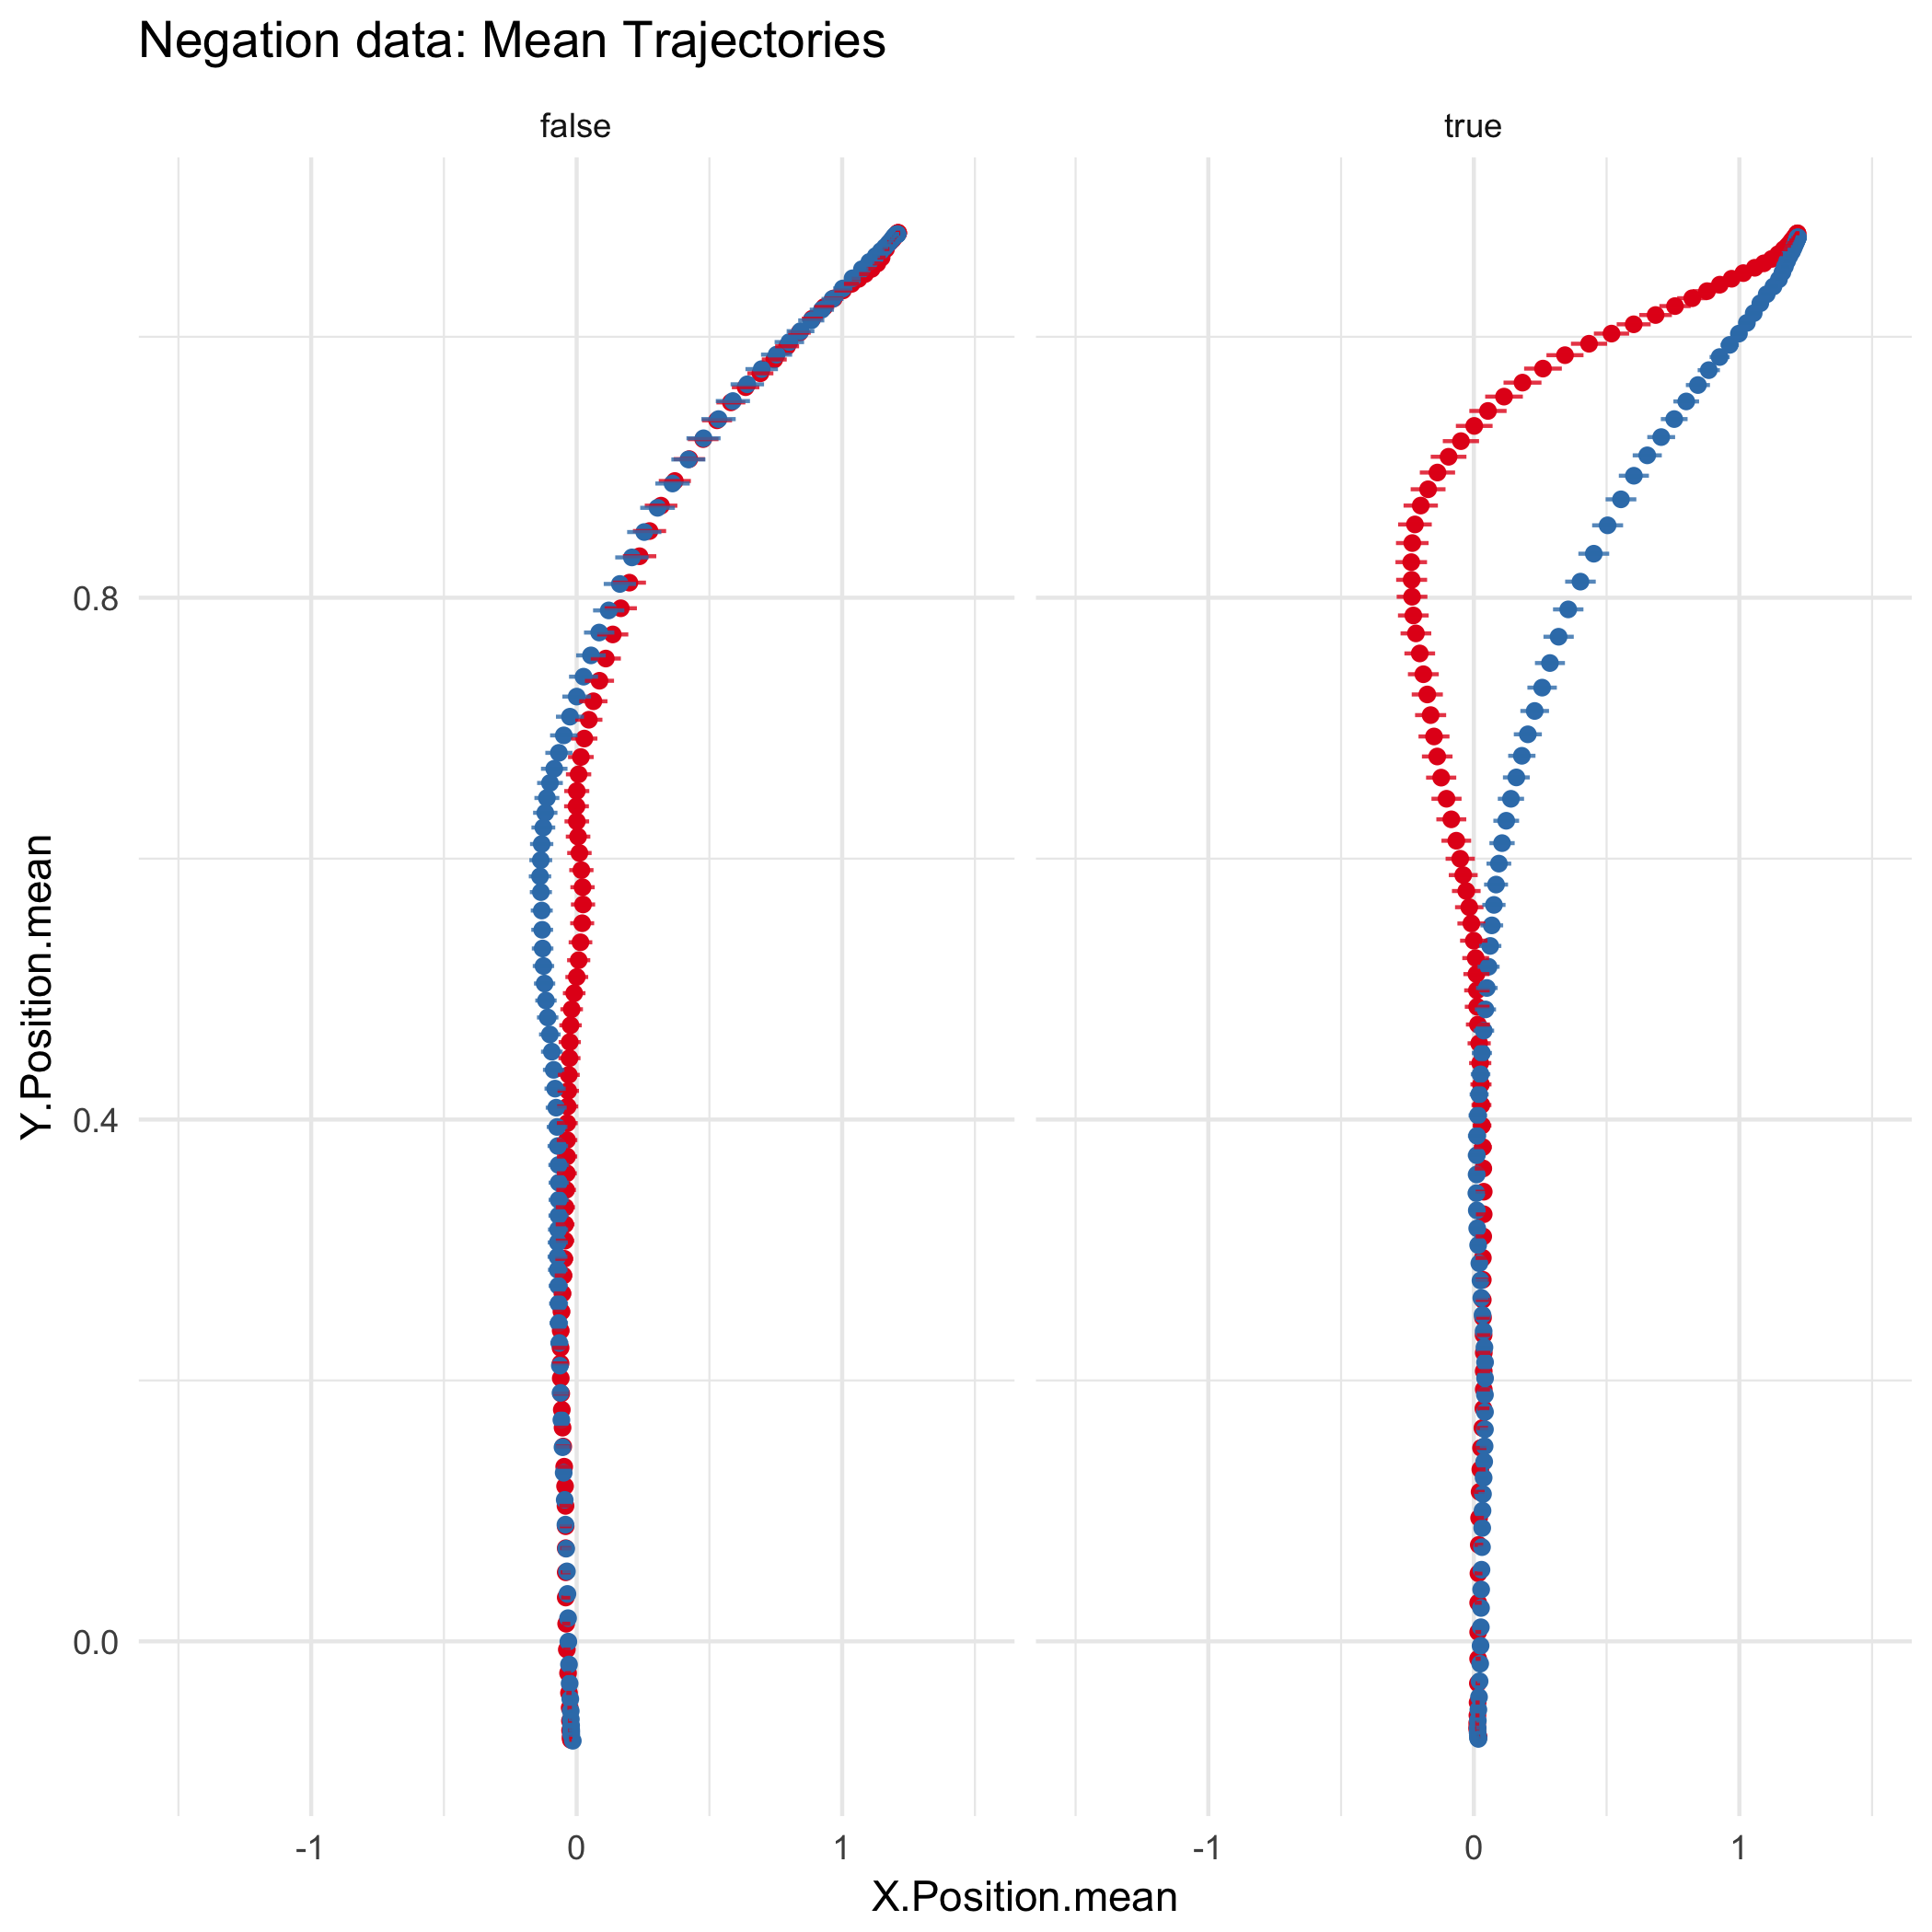 Negation data: Mean Trajectories
false true
0.8
0.4
0.0
Y.Position.mean
-1 0 1 -1 0 1
X.Position.mean